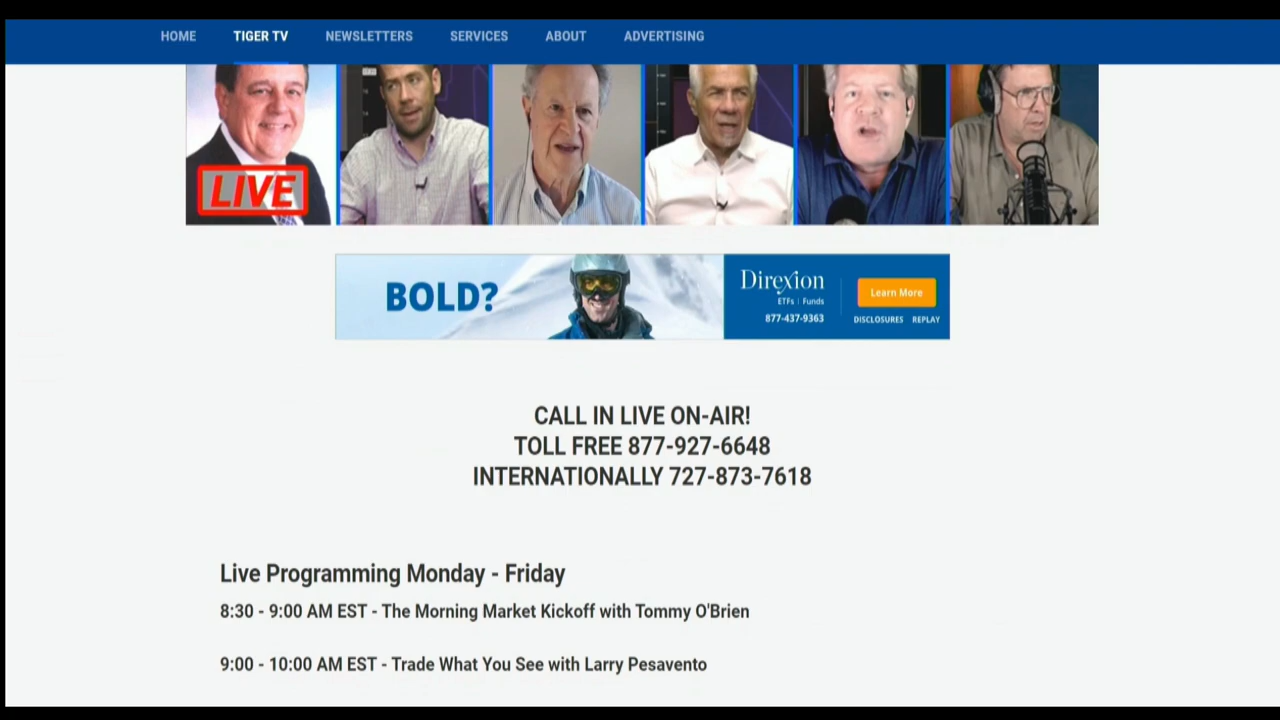 HOME TIGER TV NEWSLETTERS SERVICES ABOUT ADVERTISING
LIVE
BOLD?
Direxion
ETFs | Funds
877-437-9363
Learn More
DISCLOSURES REPLAY
CALL IN LIVE ON-AIR!
TOLL FREE 877-927-6648
INTERNATIONALLY 727-873-7618
Live Programming Monday - Friday
8:30 - 9:00 AM EST - The Morning Market Kickoff with Tommy O'Brien
9:00 - 10:00 AM EST - Trade What You See with Larry Pesavento